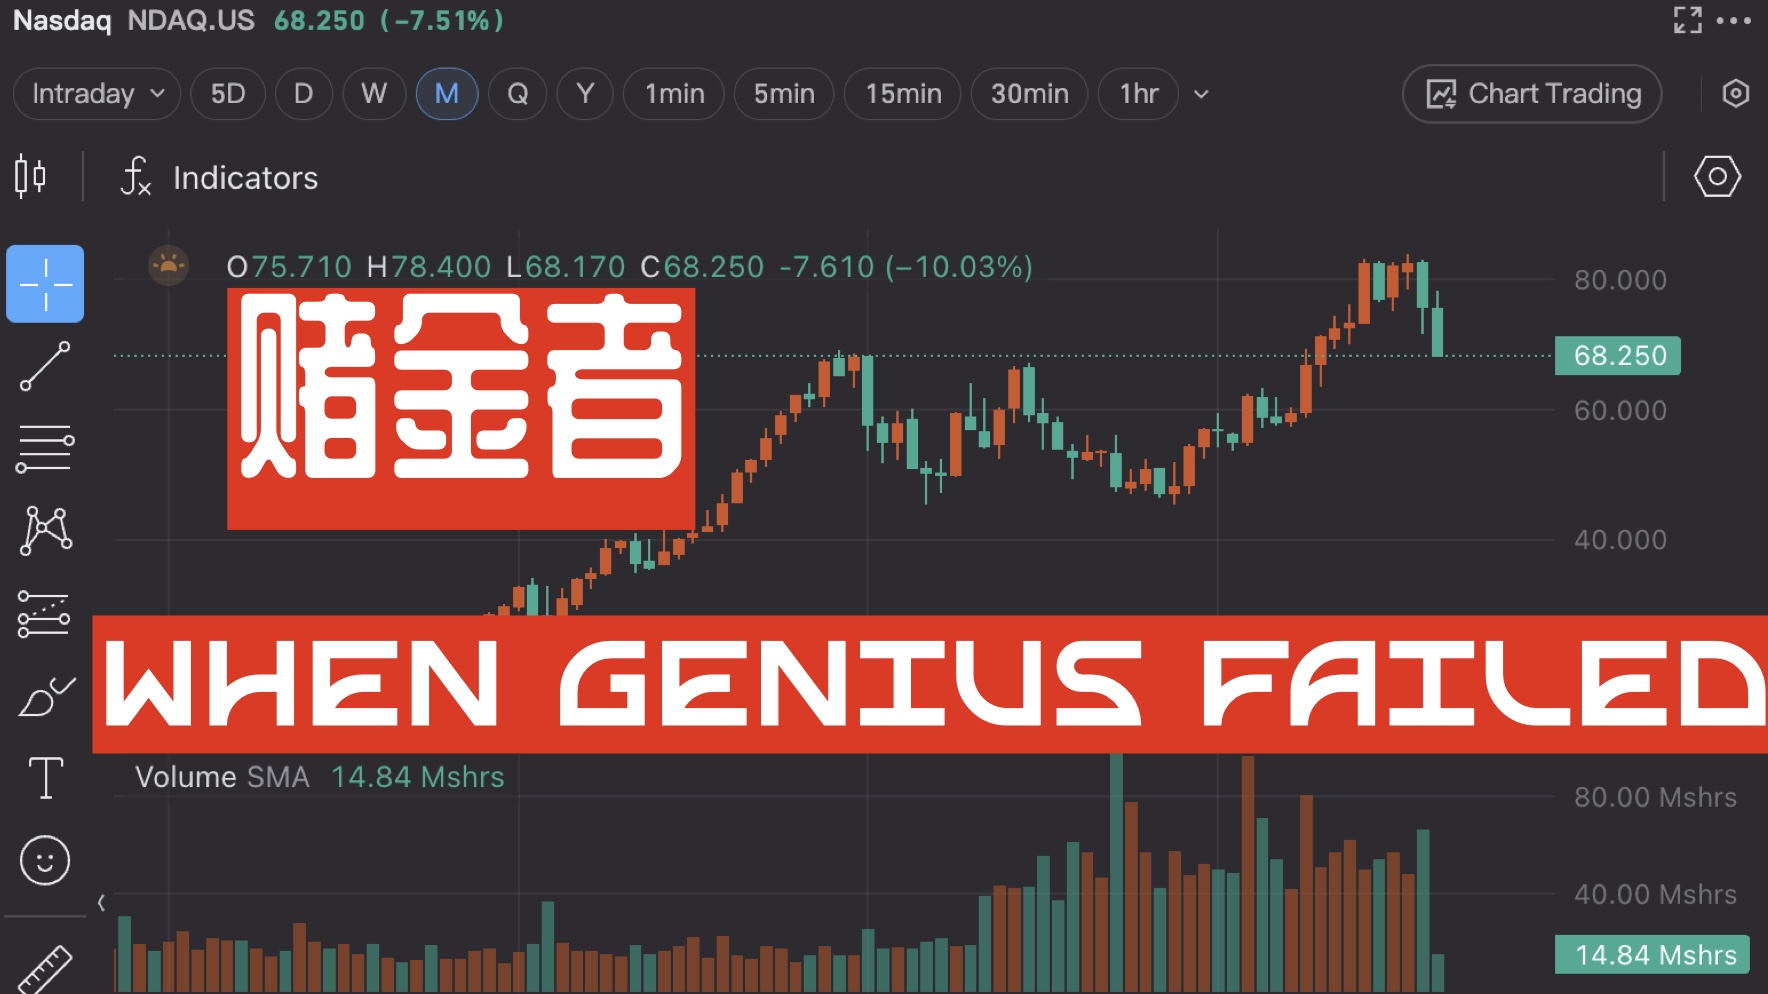 Nasdaq NDAQ.US 68.250 (−7.51%)
Intraday 5D D W M Q Y 1min 5min 15min 30min 1hr Chart Trading
fx Indicators
O75.710 H78.400 L68.170 C68.250 -7.610 (−10.03%)
80.000
赌金者
68.250
60.000
40.000
WHEN GENIUS FAILED
Volume SMA 14.84 Mshrs
80.00 Mshrs
40.00 Mshrs
14.84 Mshrs